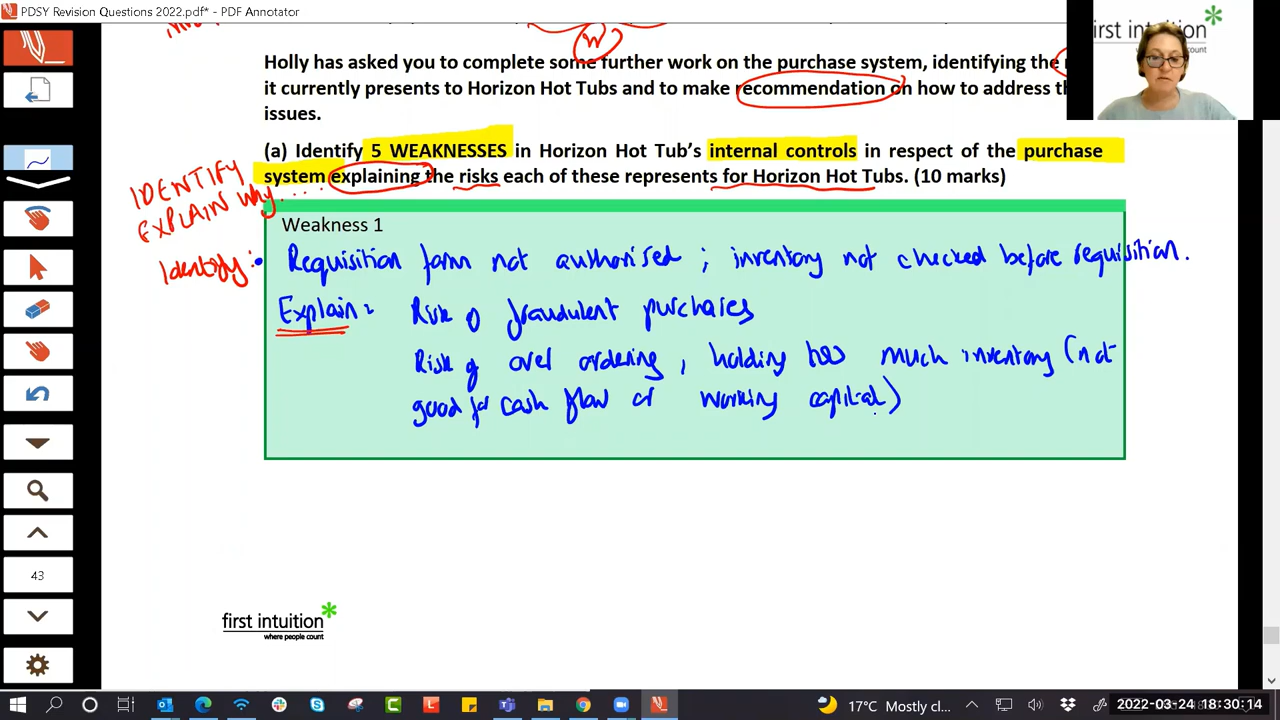 PDSY Revision Questions 2022.pdf* - PDF Annotator
first intuition
count
Holly has asked you to complete some further work on the purchase system, identifying the
it currently presents to Horizon Hot Tubs and to make recommendation on how to address
issues.
(a) Identify 5 WEAKNESSES in Horizon Hot Tub's internal controls in respect of the purchase
system explaining the risks each of these represents for Horizon Hot Tubs. (10 marks)
IDENTIFY
EXPLAIN WHY....
Weakness 1
Identify: • Requisition form not authorised ; inventory not checked before requisition.
Explain: Risk of fraudulent purchases
Risk of over ordering, holding too much inventory (not
good for cash flow or working capital)
43
first intuition
where people count
17°C Mostly cl...
2022-03-24 18:30:14